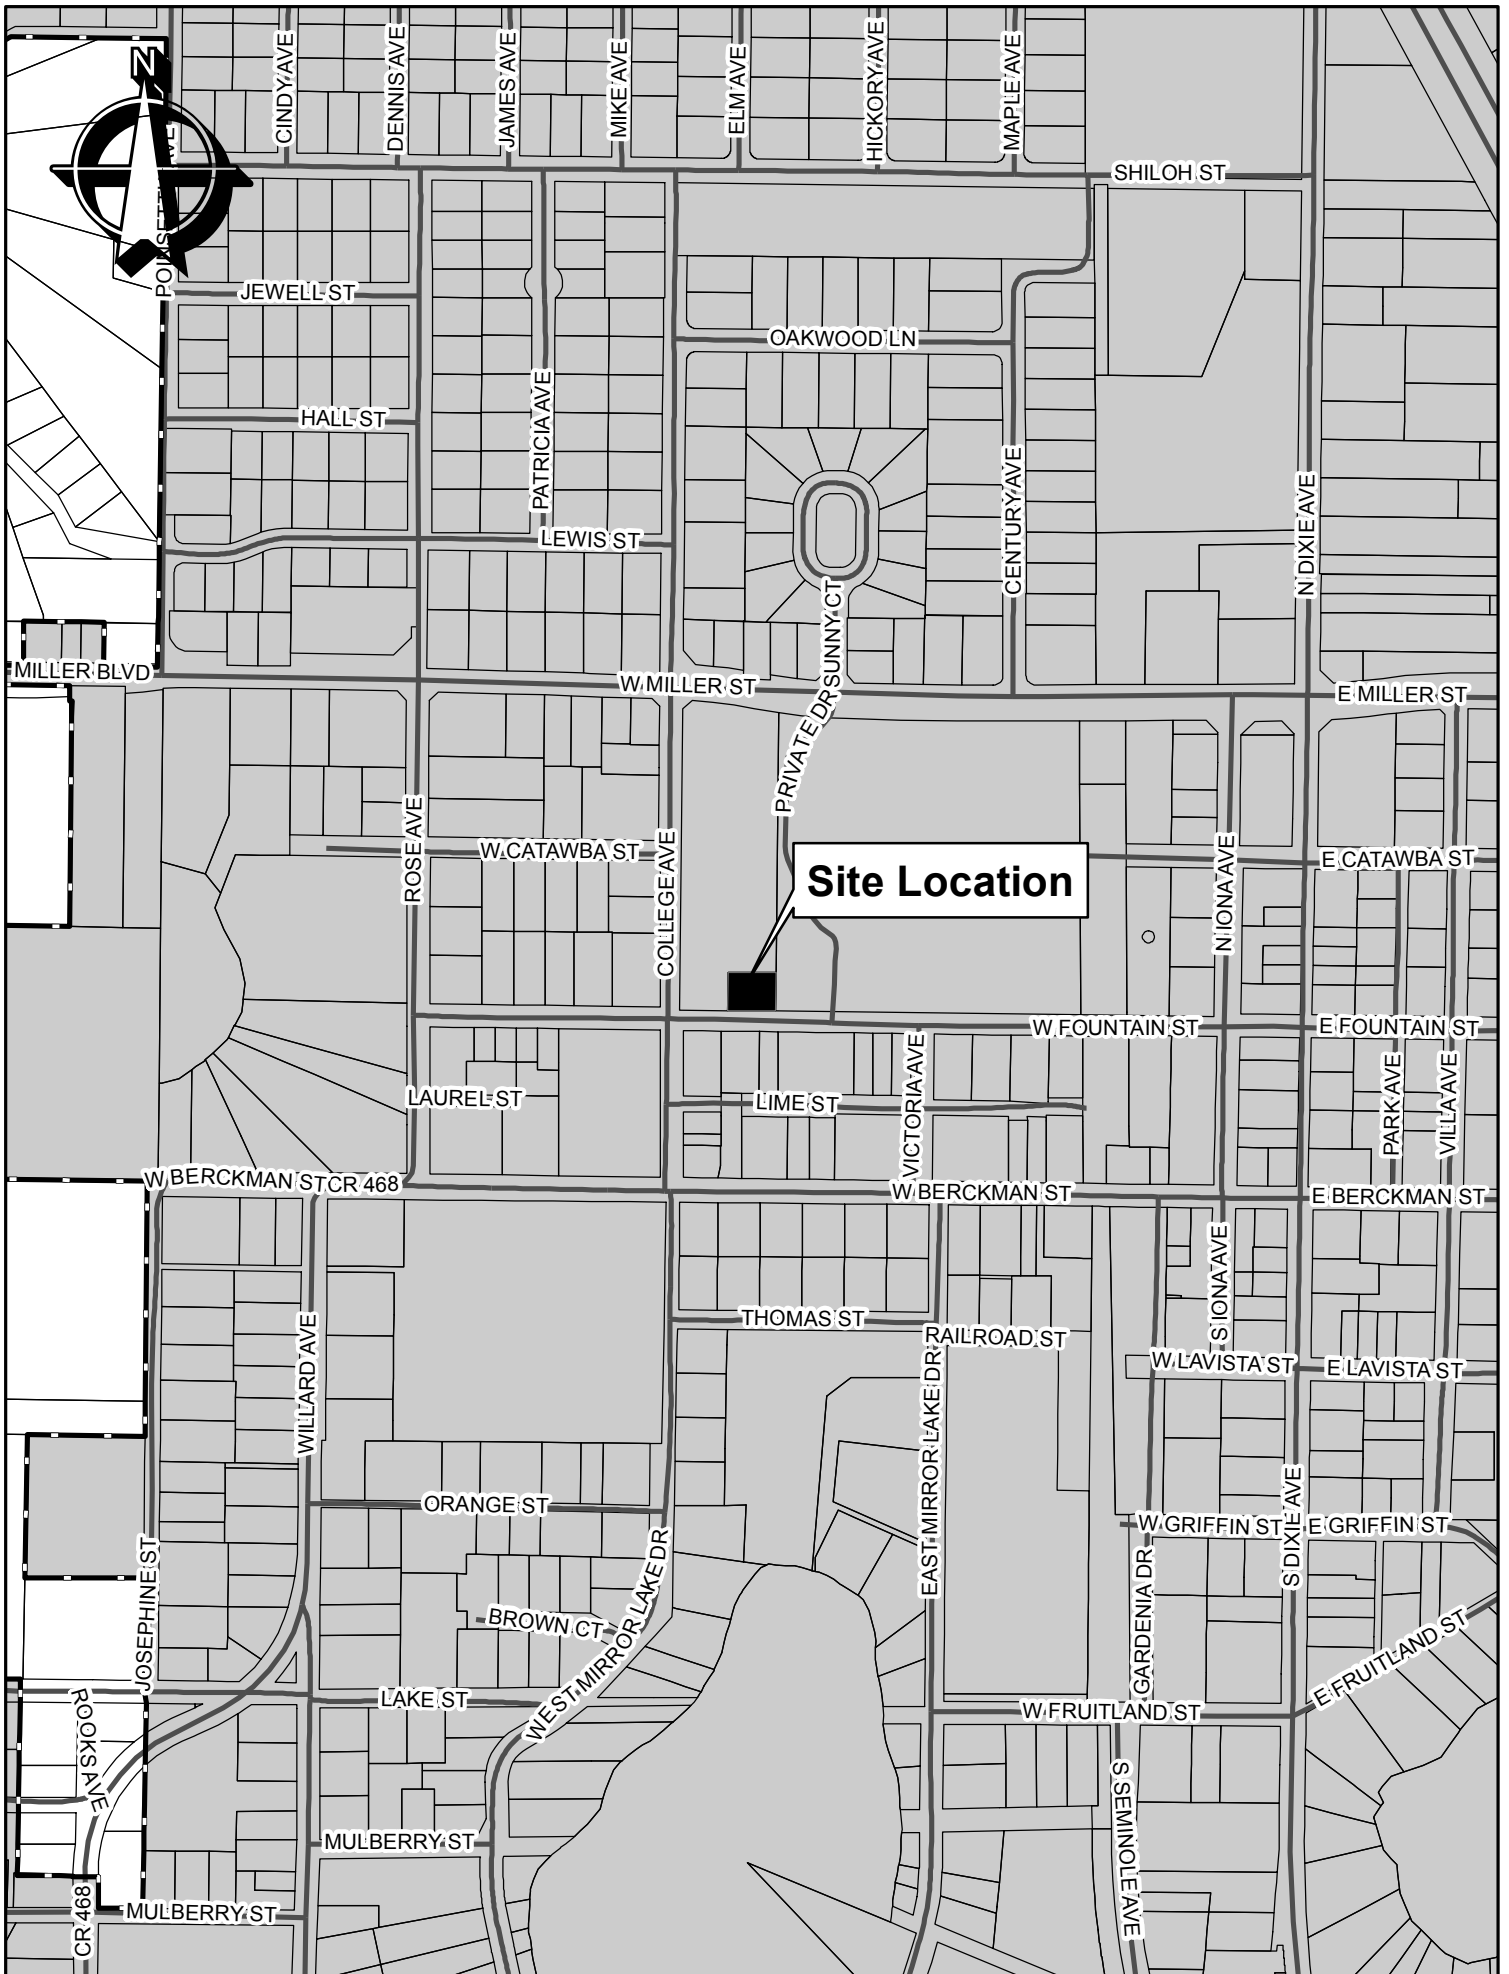 CINDY AVE
DENNIS AVE
JAMES AVE
MIKE AVE
ELM AVE
HICKORY AVE
MAPLE AVE
N
SHILOH ST
JEWELL ST
OAKWOOD LN
HALL ST
PATRICIA AVE
CENTURY AVE
N DIXIE AVE
LEWIS ST
SUNNY CT
MILLER BLVD
W MILLER ST
E MILLER ST
PRIVATE DR
ROSE AVE
W CATAWBA ST
COLLEGE AVE
Site Location
N IONA AVE
E CATAWBA ST
W FOUNTAIN ST
E FOUNTAIN ST
LAUREL ST
LIME ST
VICTORIA AVE
PARK AVE
VILLA AVE
W BERCKMAN ST
CR 468
W BERCKMAN ST
E BERCKMAN ST
S IONA AVE
WILLARD AVE
THOMAS ST
RAILROAD ST
W LAVISTA ST
E LAVISTA ST
EAST MIRROR LAKE DR
ORANGE ST
W GRIFFIN ST
E GRIFFIN ST
S DIXIE AVE
JOSEPHINE ST
BROWN CT
WEST MIRROR LAKE DR
GARDENIA DR
E FRUITLAND ST
ROOKS AVE
LAKE ST
W FRUITLAND ST
S SEMINOLE AVE
MULBERRY ST
CR 468
MULBERRY ST